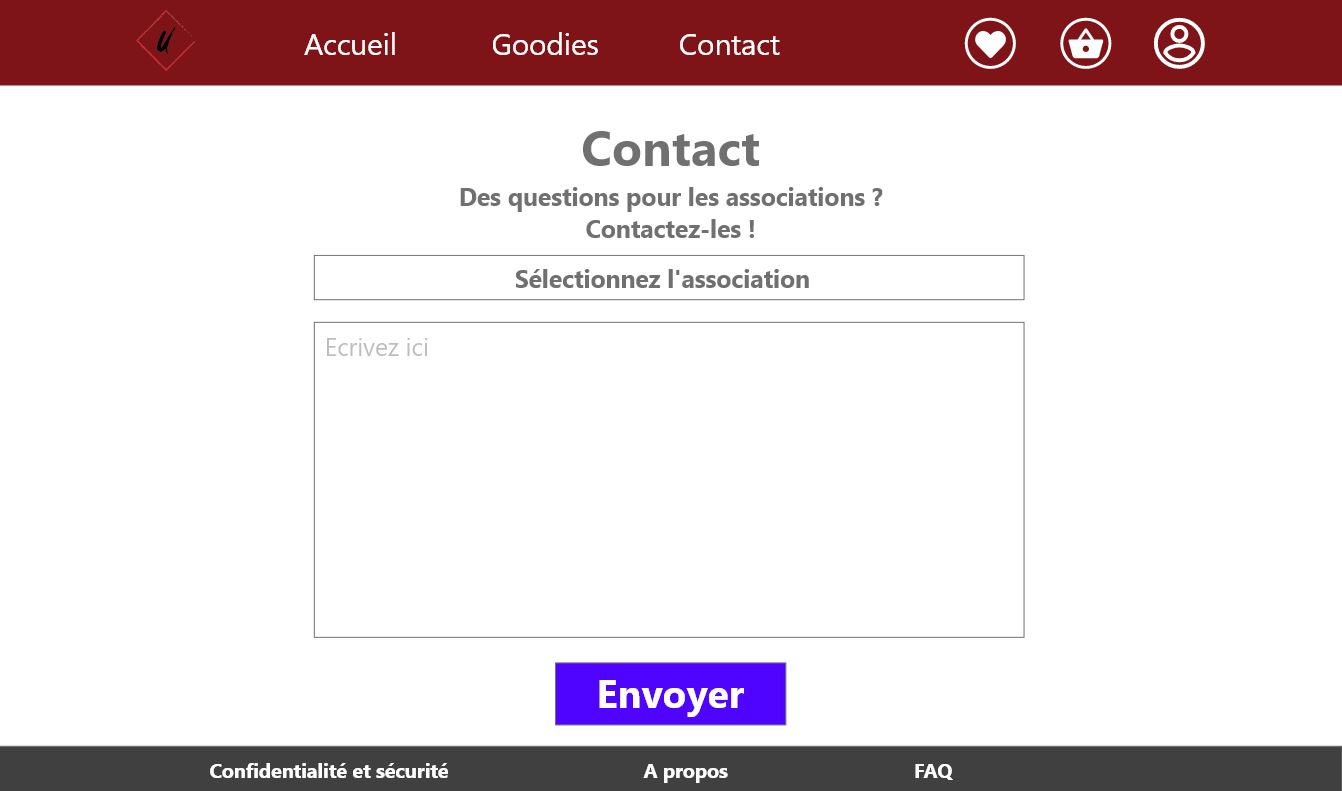 u
Accueil
Goodies
Contact
Contact
Des questions pour les associations ?
Contactez-les !
Sélectionnez l'association
Ecrivez ici
Envoyer
Confidentialité et sécurité
A propos
FAQ